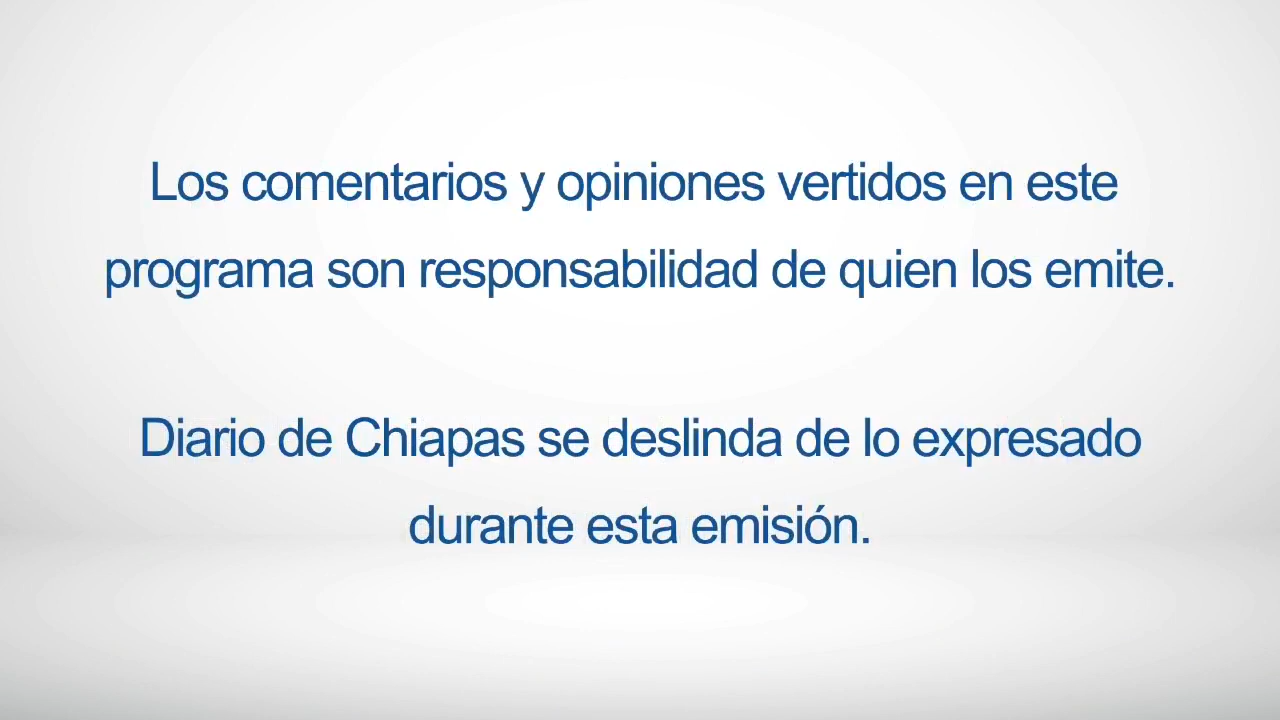 Los comentarios y opiniones vertidos en este
programa son responsabilidad de quien los emite.
Diario de Chiapas se deslinda de lo expresado
durante esta emisión.